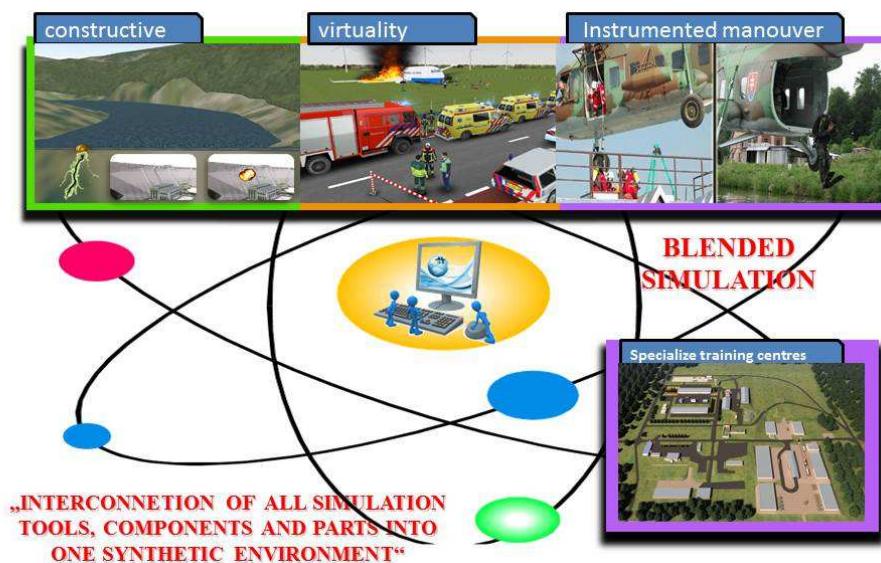 constructive
virtuality
Instrumented manouver
BLENDED
SIMULATION
Specialize training centres
„INTERCONNETION OF ALL SIMULATION
TOOLS, COMPONENTS AND PARTS INTO
ONE SYNTHETIC ENVIRONMENT“